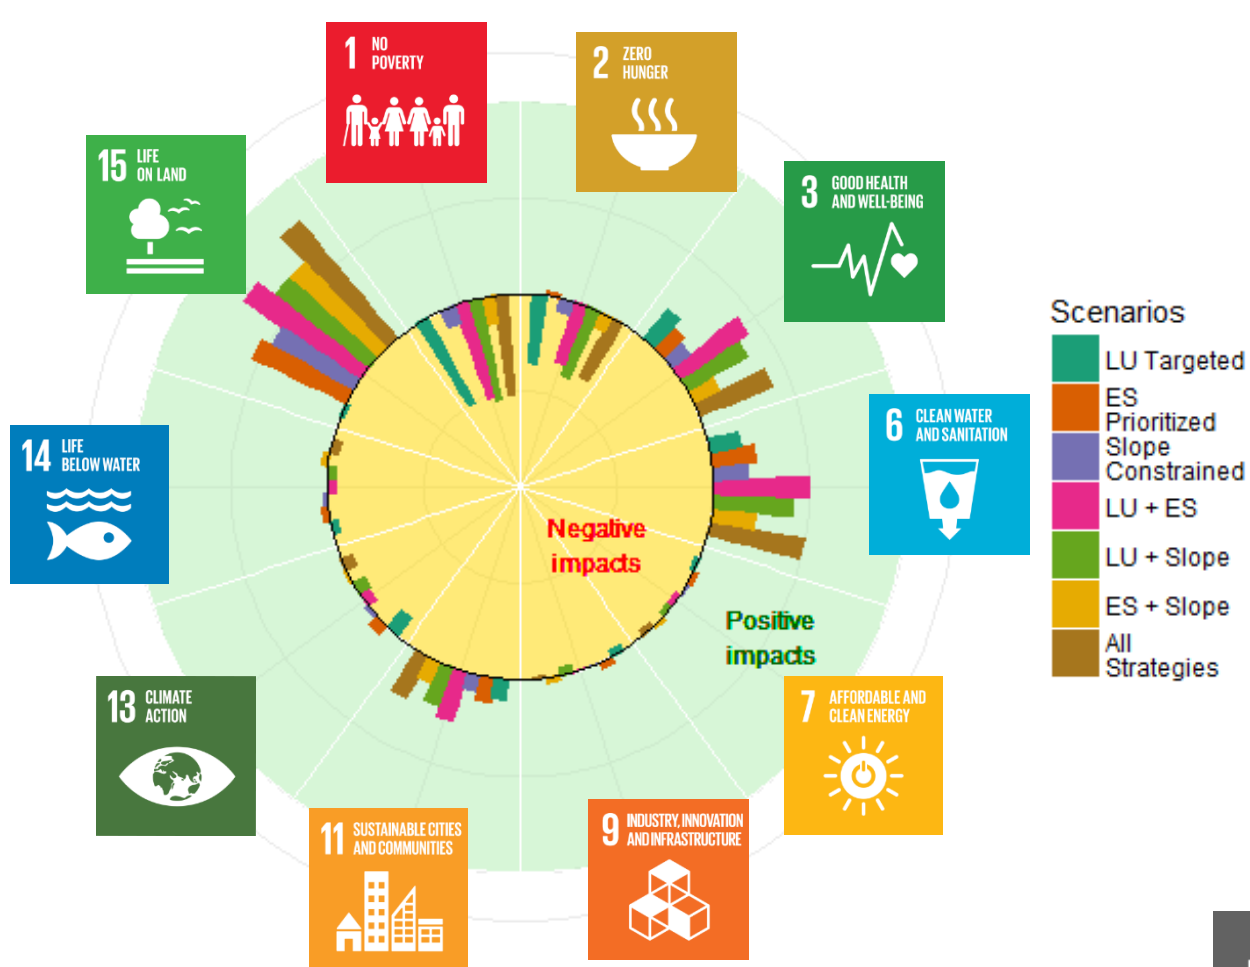 1 NO
POVERTY
2 ZERO
HUNGER
15 LIFE
ON LAND
3 GOOD HEALTH
AND WELL-BEING
Scenarios
LU Targeted
ES
Prioritized
Slope
Constrained
LU + ES
LU + Slope
ES + Slope
All
Strategies
6 CLEAN WATER
AND SANITATION
14 LIFE
BELOW WATER
Negative
impacts
Positive
impacts
13 CLIMATE
ACTION
7 AFFORDABLE AND
CLEAN ENERGY
11 SUSTAINABLE CITIES
AND COMMUNITIES
9 INDUSTRY, INNOVATION
AND INFRASTRUCTURE